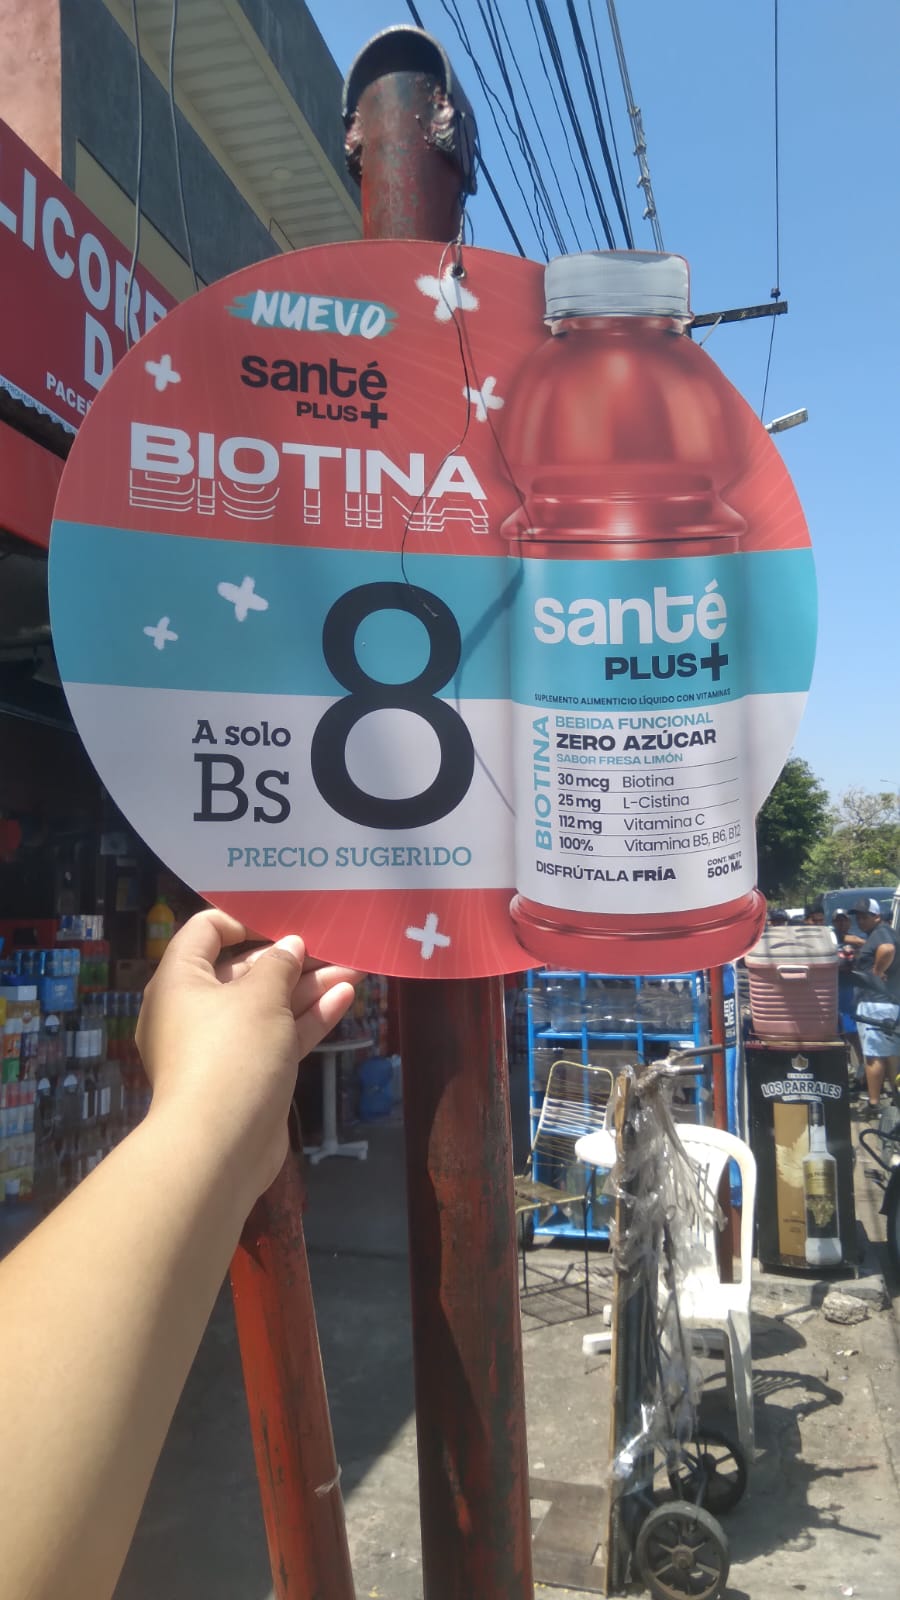 NUEVO
santé
PLUS+
BIOTINA
A solo
Bs 8
PRECIO SUGERIDO
santé
PLUS+
SUPLEMENTO ALIMENTICIO LÍQUIDO CON VITAMINAS
BIOTINA
BEBIDA FUNCIONAL
ZERO AZÚCAR
SABOR FRESA LIMÓN
30 mcg Biotina
25 mg L-Cistina
112 mg Vitamina C
100% Vitamina B5, B6, B12
DISFRÚTALA FRÍA
CONT. NETO
500 ML
LICORE
D
PACE
LOS PARRALES